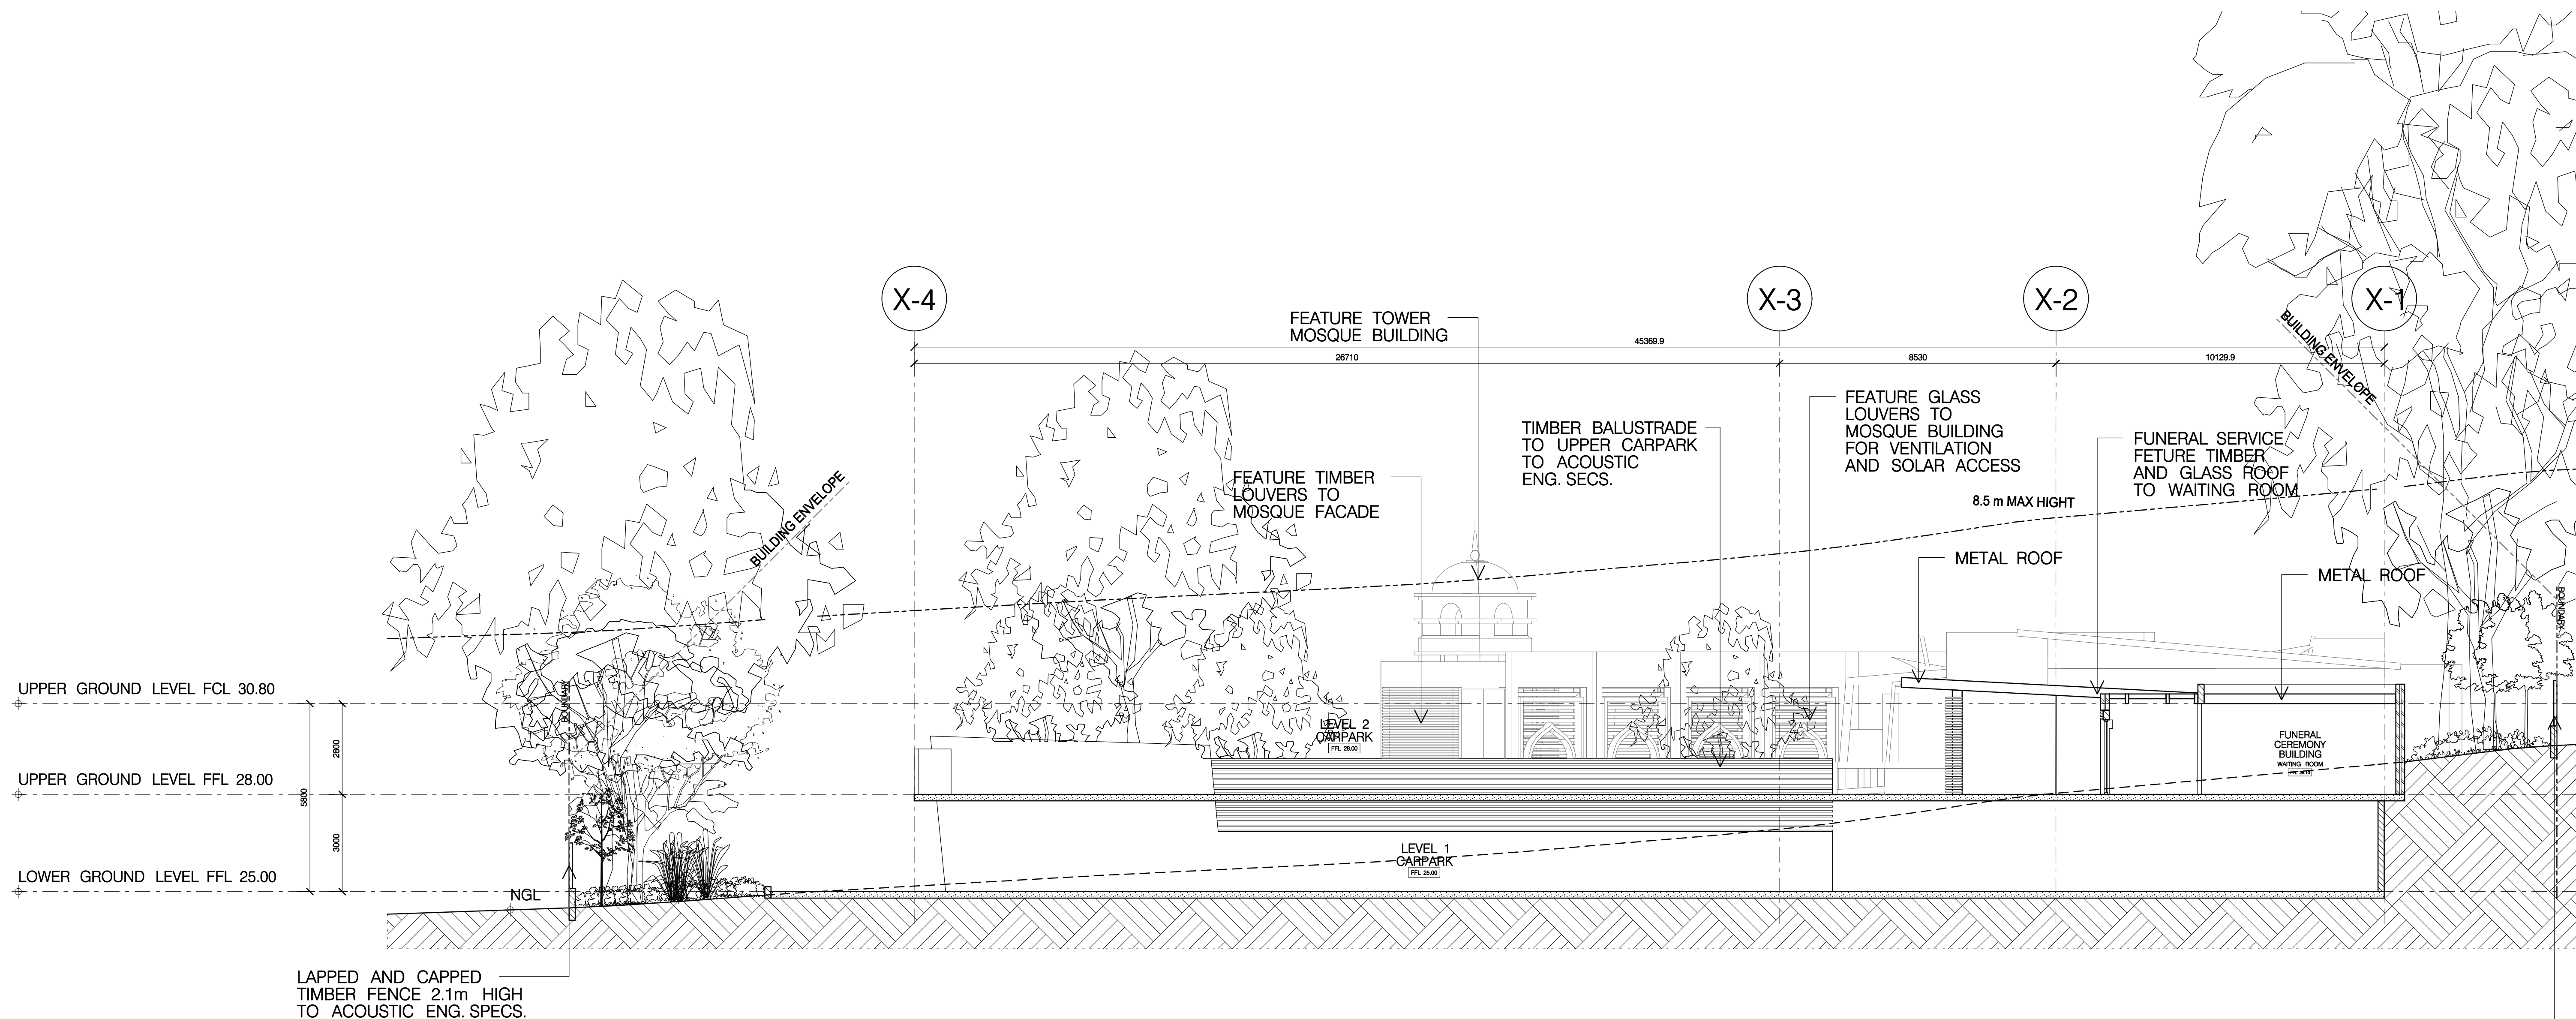 X-4
X-3
X-2
X-1
FEATURE TOWER
MOSQUE BUILDING
45369.9
26710
8530
10129.9
BUILDING ENVELOPE
BUILDING ENVELOPE
FEATURE TIMBER
LOUVERS TO
MOSQUE FACADE
TIMBER BALUSTRADE
TO UPPER CARPARK
TO ACOUSTIC
ENG. SECS.
FEATURE GLASS
LOUVERS TO
MOSQUE BUILDING
FOR VENTILATION
AND SOLAR ACCESS
FUNERAL SERVICE
FETURE TIMBER
AND GLASS ROOF
TO WAITING ROOM
8.5 m MAX HIGHT
METAL ROOF
METAL ROOF
BOUNDARY
BOUNDARY
UPPER GROUND LEVEL FCL 30.80
UPPER GROUND LEVEL FFL 28.00
LOWER GROUND LEVEL FFL 25.00
5800
2800
3000
LEVEL 2
CARPARK
FFL 28.00
FUNERAL
CEREMONY
BUILDING
WAITING ROOM
LEVEL 1
CARPARK
FFL 25.00
NGL
LAPPED AND CAPPED
TIMBER FENCE 2.1m HIGH
TO ACOUSTIC ENG. SPECS.